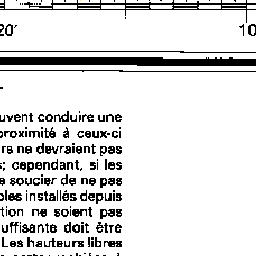 20′ 10
uvent conduire une
proximité à ceux-ci
rs ne devraient pas
s; cependant, si les
e soucier de ne pas
bles installés depuis
tion ne soient pas
uffisante doit être
Les hauteurs libres